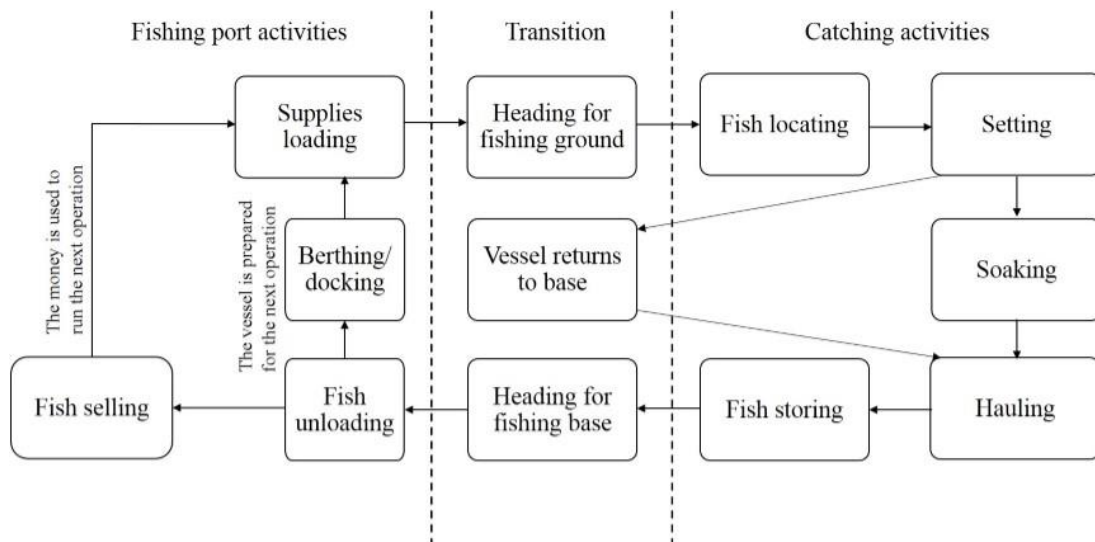 Fishing port activities
Transition
Catching activities
Supplies
loading
Heading for
fishing ground
Fish locating
Setting
The money is used to
run the next operation
The vessel is prepared
for the next operation
Berthing/
docking
Vessel returns
to base
Soaking
Fish selling
Fish
unloading
Heading for
fishing base
Fish storing
Hauling